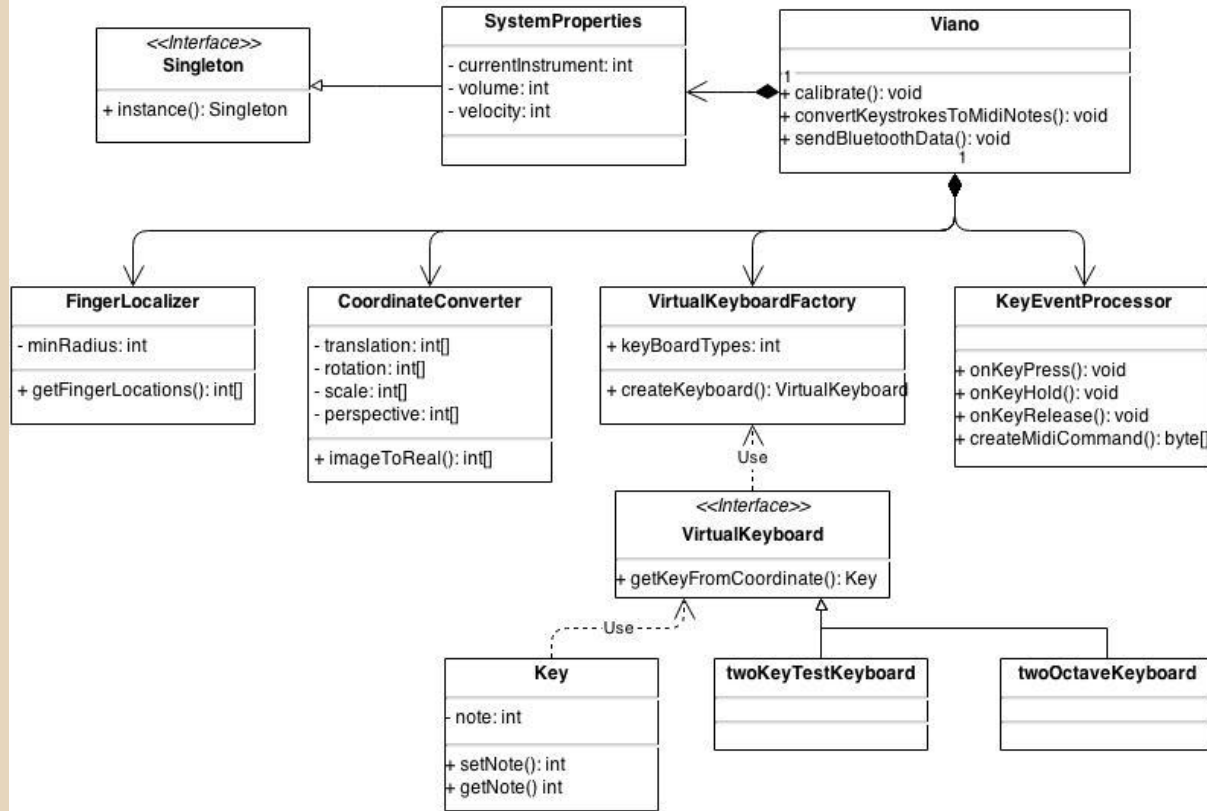 <<Interface>>
Singleton
+ instance(): Singleton
SystemProperties
- currentInstrument: int
- volume: int
- velocity: int
Viano
1
+ calibrate(): void
+ convertKeystrokesToMidiNotes(): void
+ sendBluetoothData(): void
1
FingerLocalizer
- minRadius: int
+ getFingerLocations(): int[]
CoordinateConverter
- translation: int[]
- rotation: int[]
- scale: int[]
- perspective: int[]
+ imageToReal(): int[]
VirtualKeyboardFactory
+ keyBoardTypes: int
+ createKeyboard(): VirtualKeyboard
KeyEventProcessor
+ onKeyPress(): void
+ onKeyHold(): void
+ onKeyRelease(): void
+ createMidiCommand(): byte[]
Use
<<Interface>>
VirtualKeyboard
+ getKeyFromCoordinate(): Key
Use
Key
- note: int
+ setNote(): int
+ getNote() int
twoKeyTestKeyboard
twoOctaveKeyboard